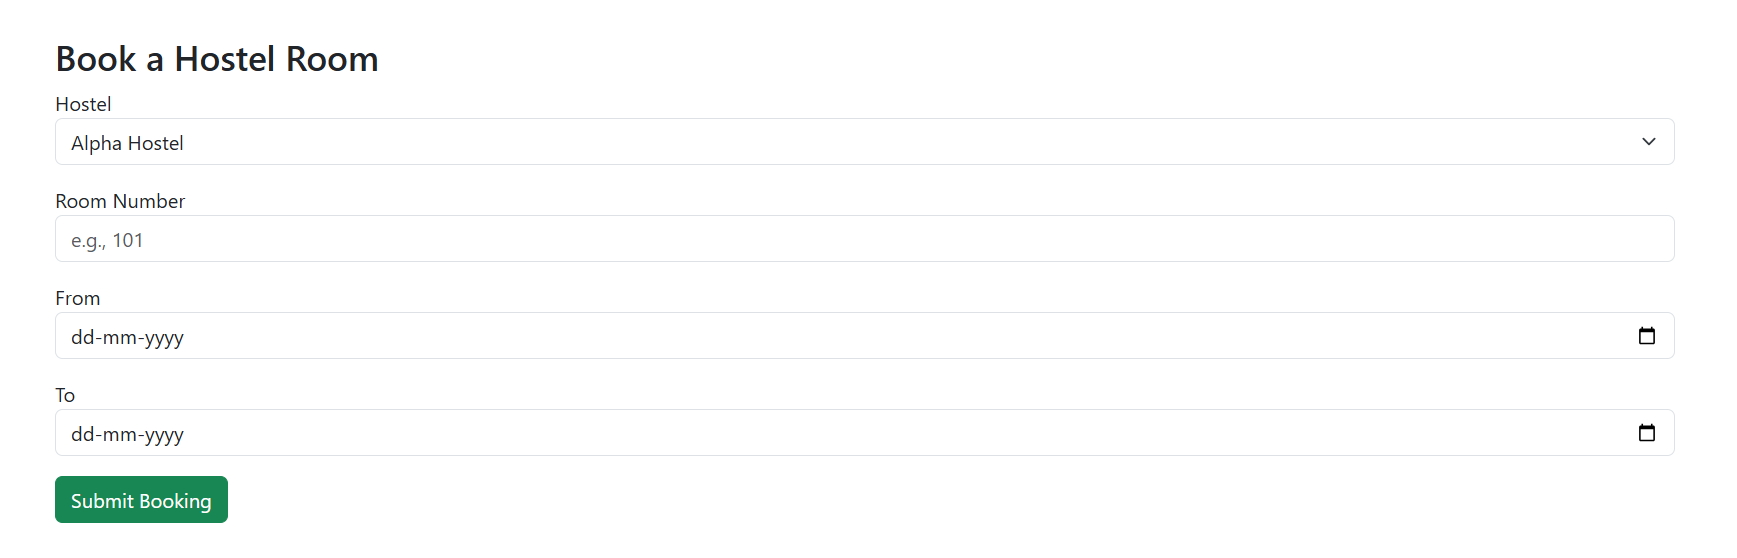 Book a Hostel Room
Hostel
Alpha Hostel
Room Number
e.g., 101
From
dd-mm-yyyy
To
dd-mm-yyyy
Submit Booking